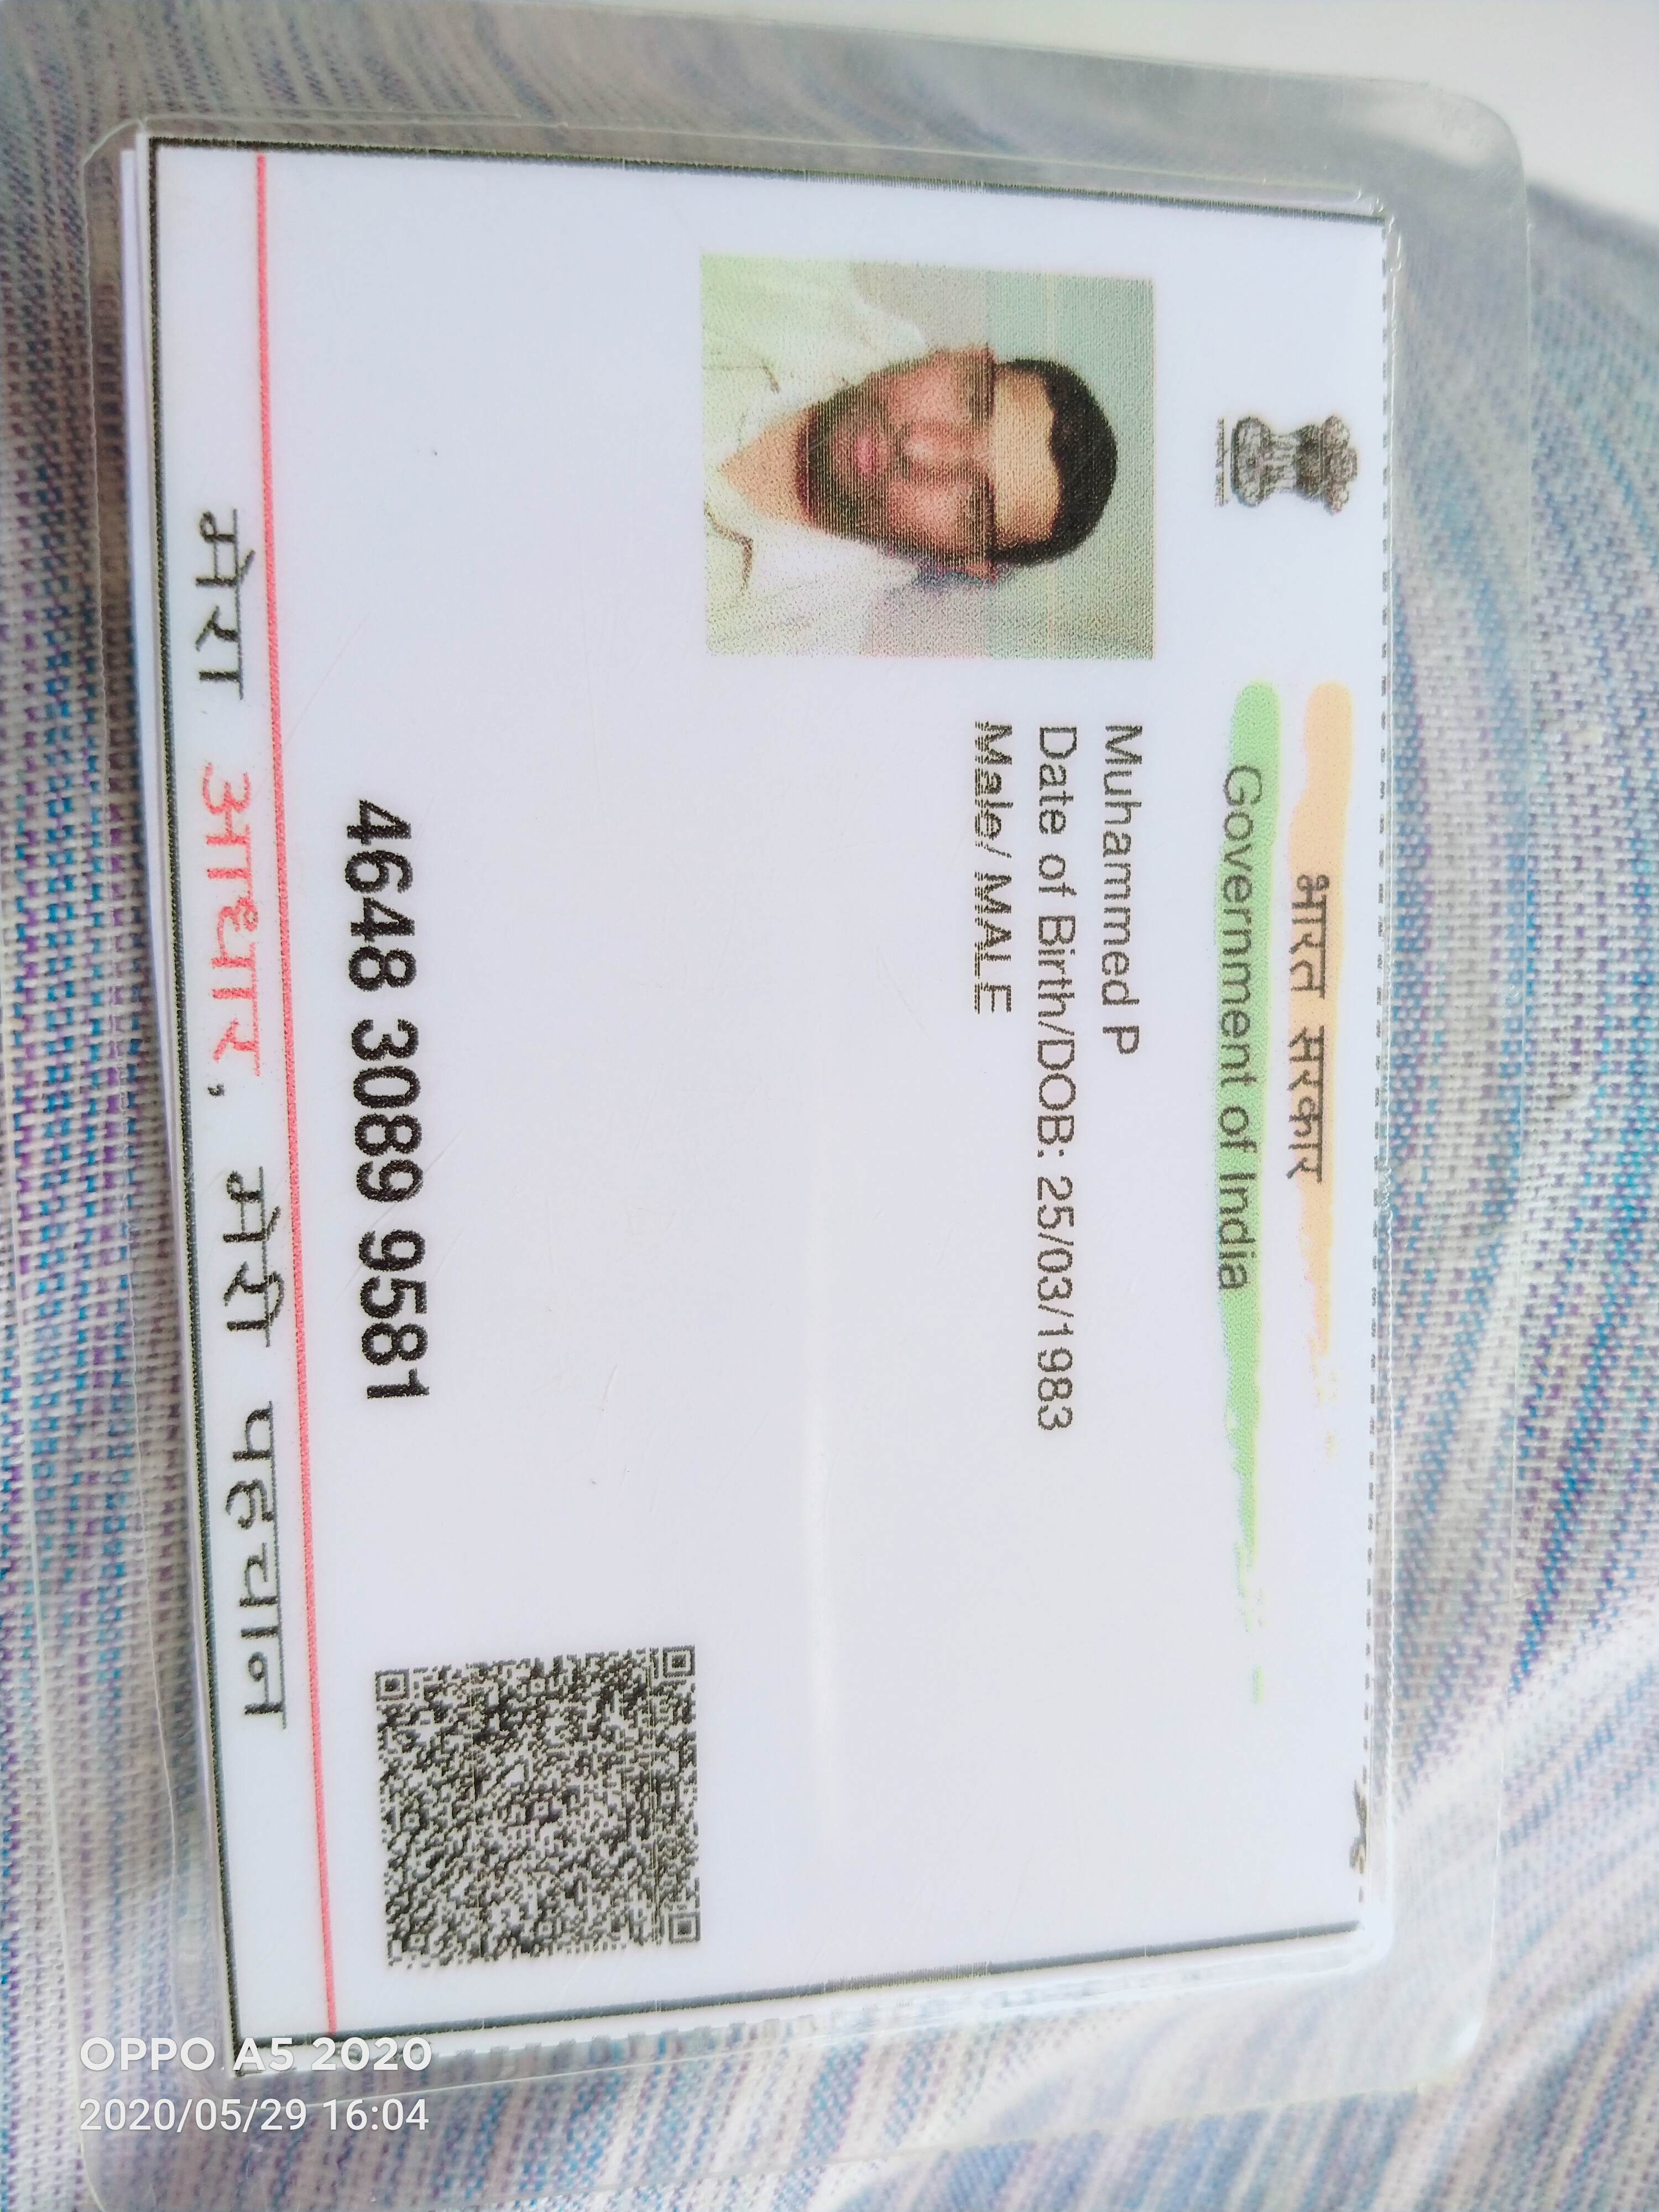 भारत सरकार
Government of India
Muhammed P
Date of Birth/DOB: 25/03/1983
Male/ MALE
4648 3089 9581
मेरा आधार, मेरी पहचान
OPPO A5 2020
2020/05/29 16:04